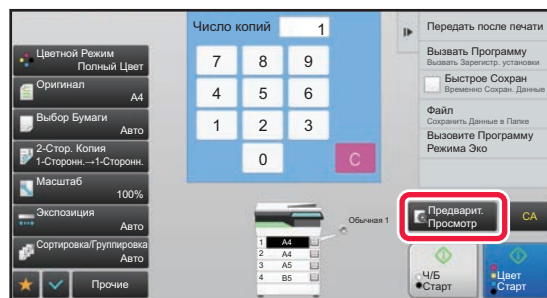 Число копий 1
7 8 9
4 5 6
1 2 3
0 C
Цветной Режим
Полный Цвет
Оригинал
A4
Выбор Бумаги
Авто
2-Стор. Копия
1-Сторонн.→1-Сторонн.
Масштаб
100%
Экспозиция
Авто
Сортировка/Группировка
Авто
Прочие
Обычная 1
1 A4
2 A4
3 A5
4 B5
Передать после печати
Вызвать Программу
Вызвать Зарегистр. установки
Быстрое Сохран
Временно Сохран. Данные
Файл
Сохранить Данные в Папке
Вызовите Программу
Режима Эко
Предварит.
Просмотр
CA
Ч/Б
Старт
Цвет
Старт